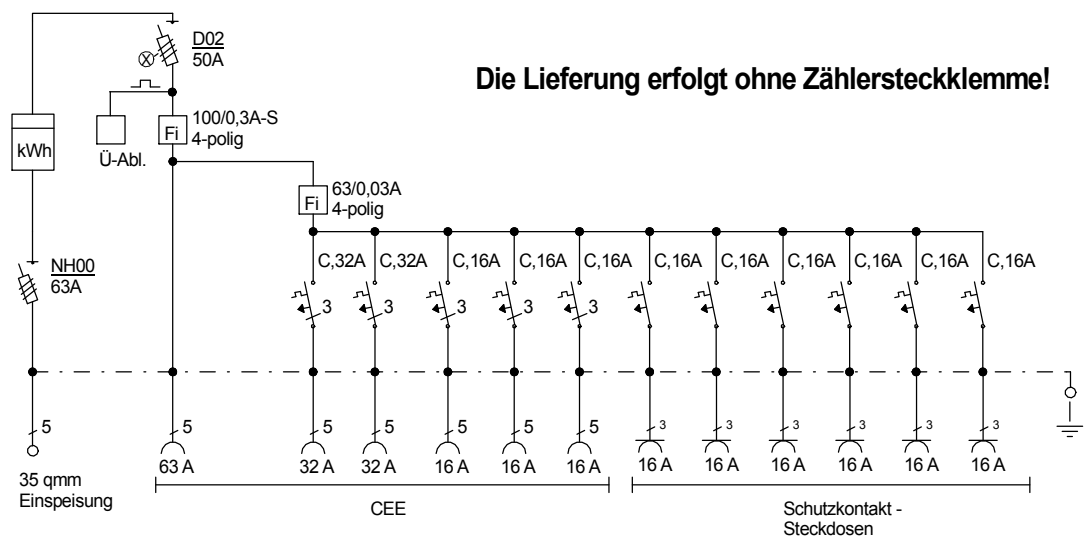 D02
50A
Die Lieferung erfolgt ohne Zählersteckklemme!
100/0,3A-S
4-polig
Fi
kWh
Ü-Abl.
63/0,03A
4-polig
Fi
C,32A C,32A C,16A C,16A C,16A C,16A C,16A C,16A C,16A C,16A C,16A
NH00
63A
3 3 3 3 3
5 5 5 5 5 5 5 3 3 3 3 3 3
63 A 32 A 32 A 16 A 16 A 16 A 16 A 16 A 16 A 16 A 16 A 16 A
35 qmm
Einspeisung
CEE
Schutzkontakt -
Steckdosen